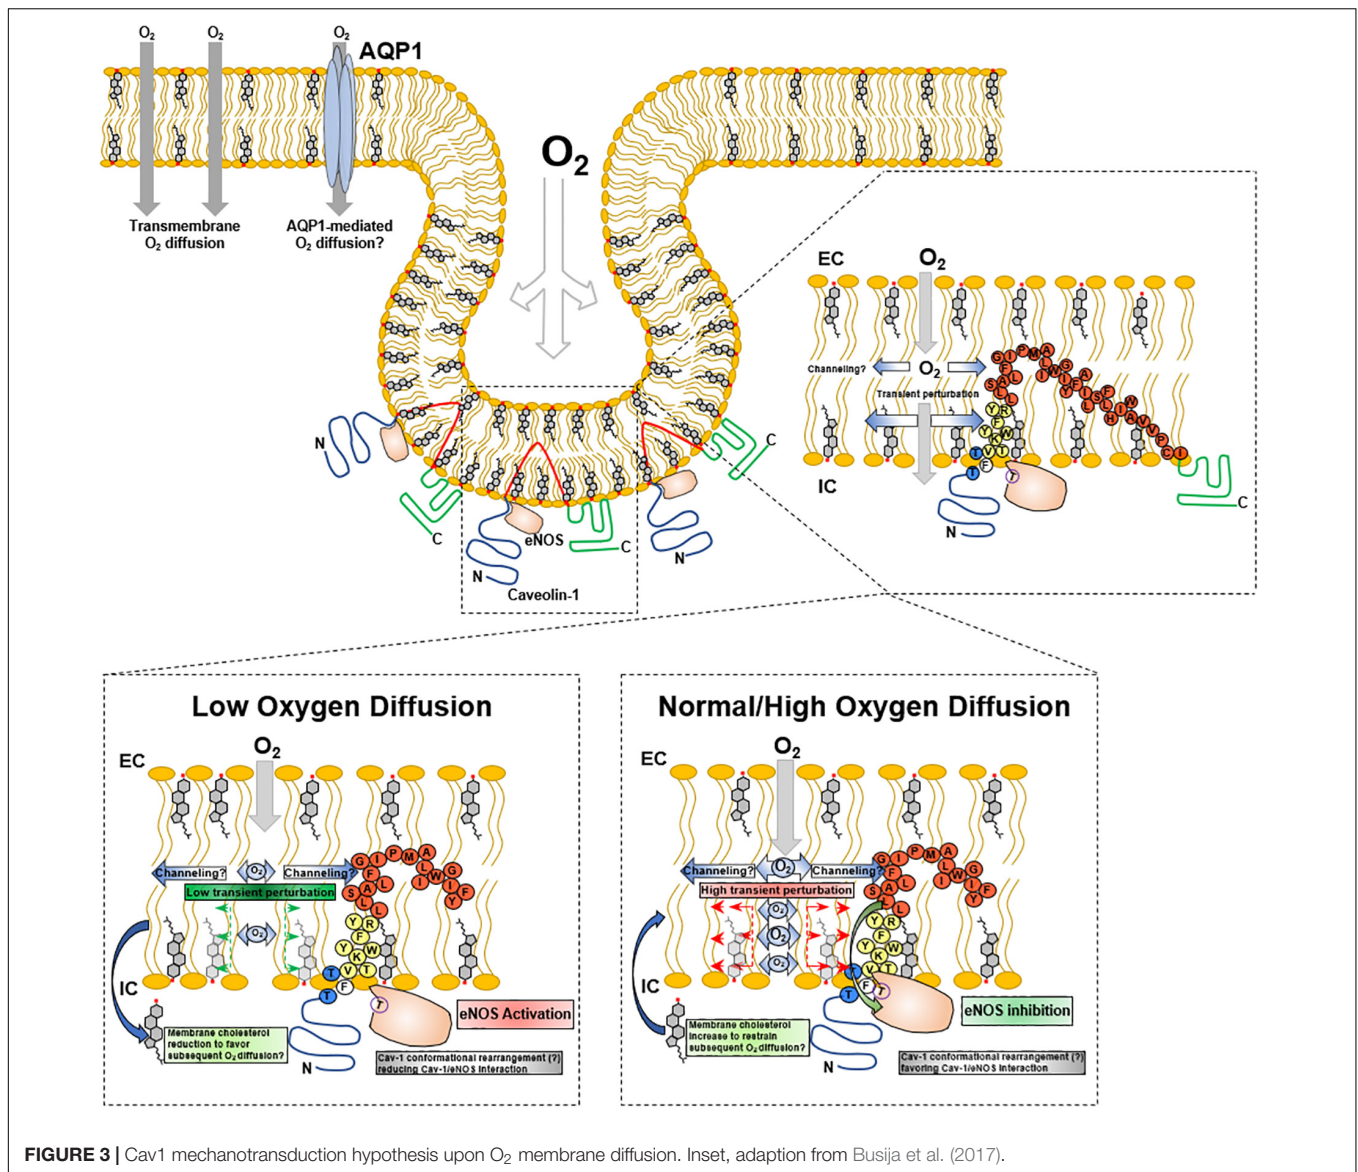 O2
O2
O2
AQP1
O2
Transmembrane
O2 diffusion
AQP1-mediated
O2 diffusion?
EC
O2
Channeling?
O2
Transient perturbation
G I P M A
F L W G
S A L I I F A
L Y I S F
L L I W
Y R H A V
F V
Y W P
K C I
T V T
T F T
IC
N
C
N
C
C
eNOS
C
N
N
Caveolin-1
Low Oxygen Diffusion
O2
EC
Channeling?
O2
Channeling?
Low transient perturbation
O2
G I P M A
F L W G
S A L I I F
L Y
Y R
F
Y W
K
T V T
T F T
IC
eNOS Activation
Membrane cholesterol
reduction to favor
subsequent O2 diffusion?
N
Cav-1 conformational rearrangement (?)
reducing Cav-1/eNOS interaction
Normal/High Oxygen Diffusion
O2
EC
Channeling?
O2
Channeling?
High transient perturbation
O2
O2
O2
G I P M A
F L W G
S A L I I F
L L Y
Y R
F
Y W
K
T V T
T F T
IC
eNOS inhibition
Membrane cholesterol
increase to restrain
subsequent O2 diffusion?
N
Cav-1 conformational rearrangement (?)
favoring Cav-1/eNOS interaction
FIGURE 3 | Cav1 mechanotransduction hypothesis upon O2 membrane diffusion. Inset, adaption from Busija et al. (2017).